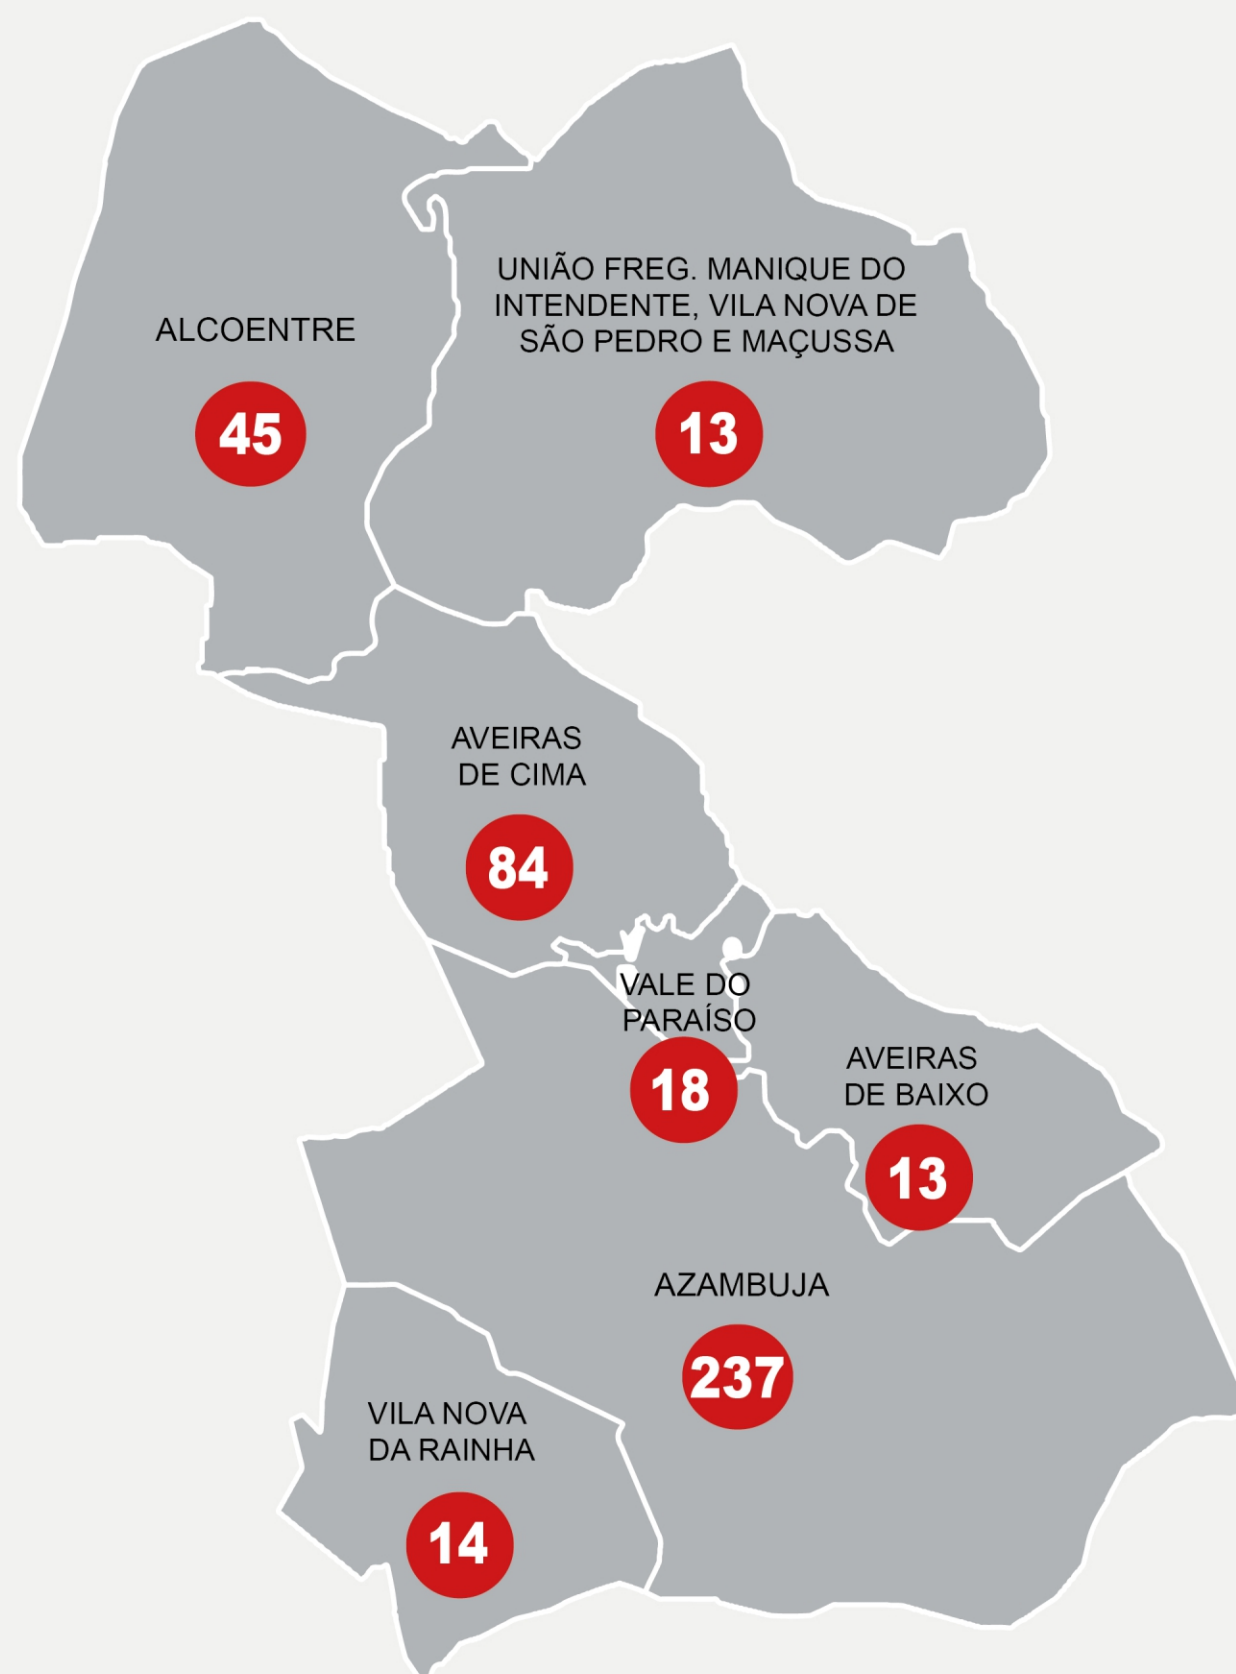 UNIÃO FREG. MANIQUE DO
INTENDENTE, VILA NOVA DE
SÃO PEDRO E MAÇUSSA
13
ALCOENTRE
45
AVEIRAS
DE CIMA
84
VALE DO
PARAÍSO
18
AVEIRAS
DE BAIXO
13
AZAMBUJA
237
VILA NOVA
DA RAINHA
14